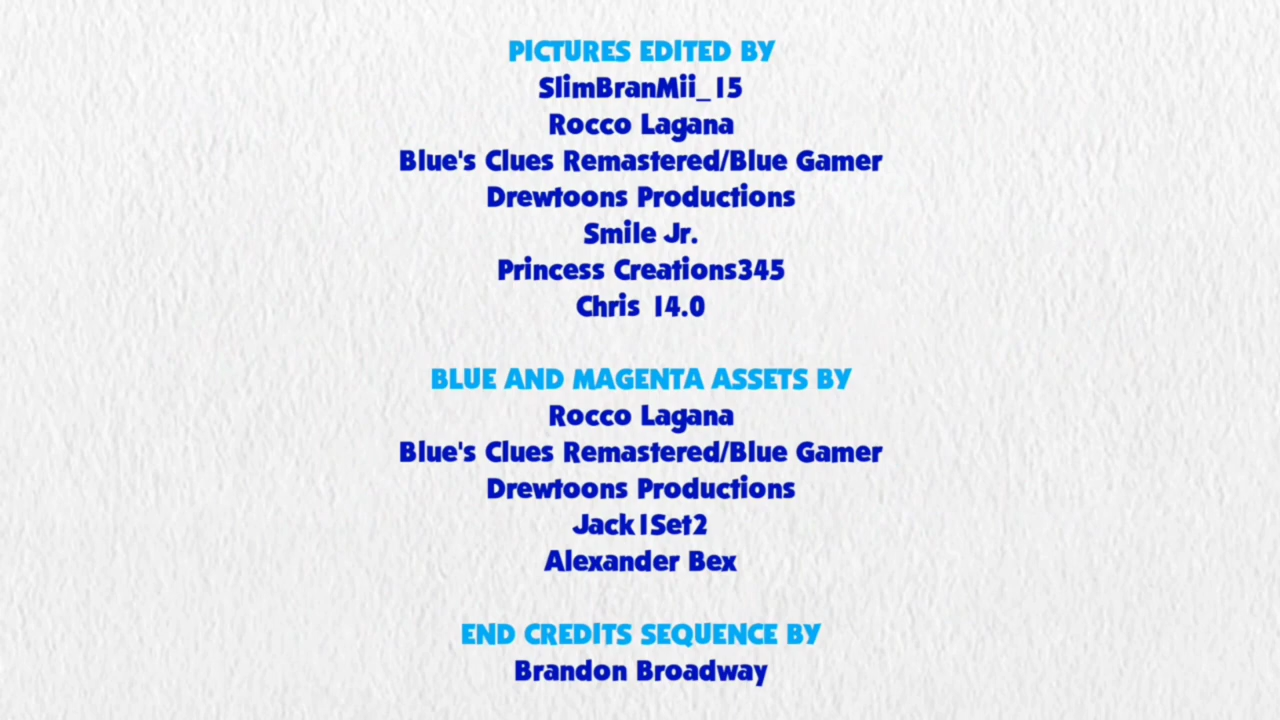 PICTURES EDITED BY
SlimBranMii_15
Rocco Lagana
Blue's Clues Remastered/Blue Gamer
Drewtoons Productions
Smile Jr.
Princess Creations345
Chris 14.0
BLUE AND MAGENTA ASSETS BY
Rocco Lagana
Blue's Clues Remastered/Blue Gamer
Drewtoons Productions
Jack1Set2
Alexander Bex
END CREDITS SEQUENCE BY
Brandon Broadway